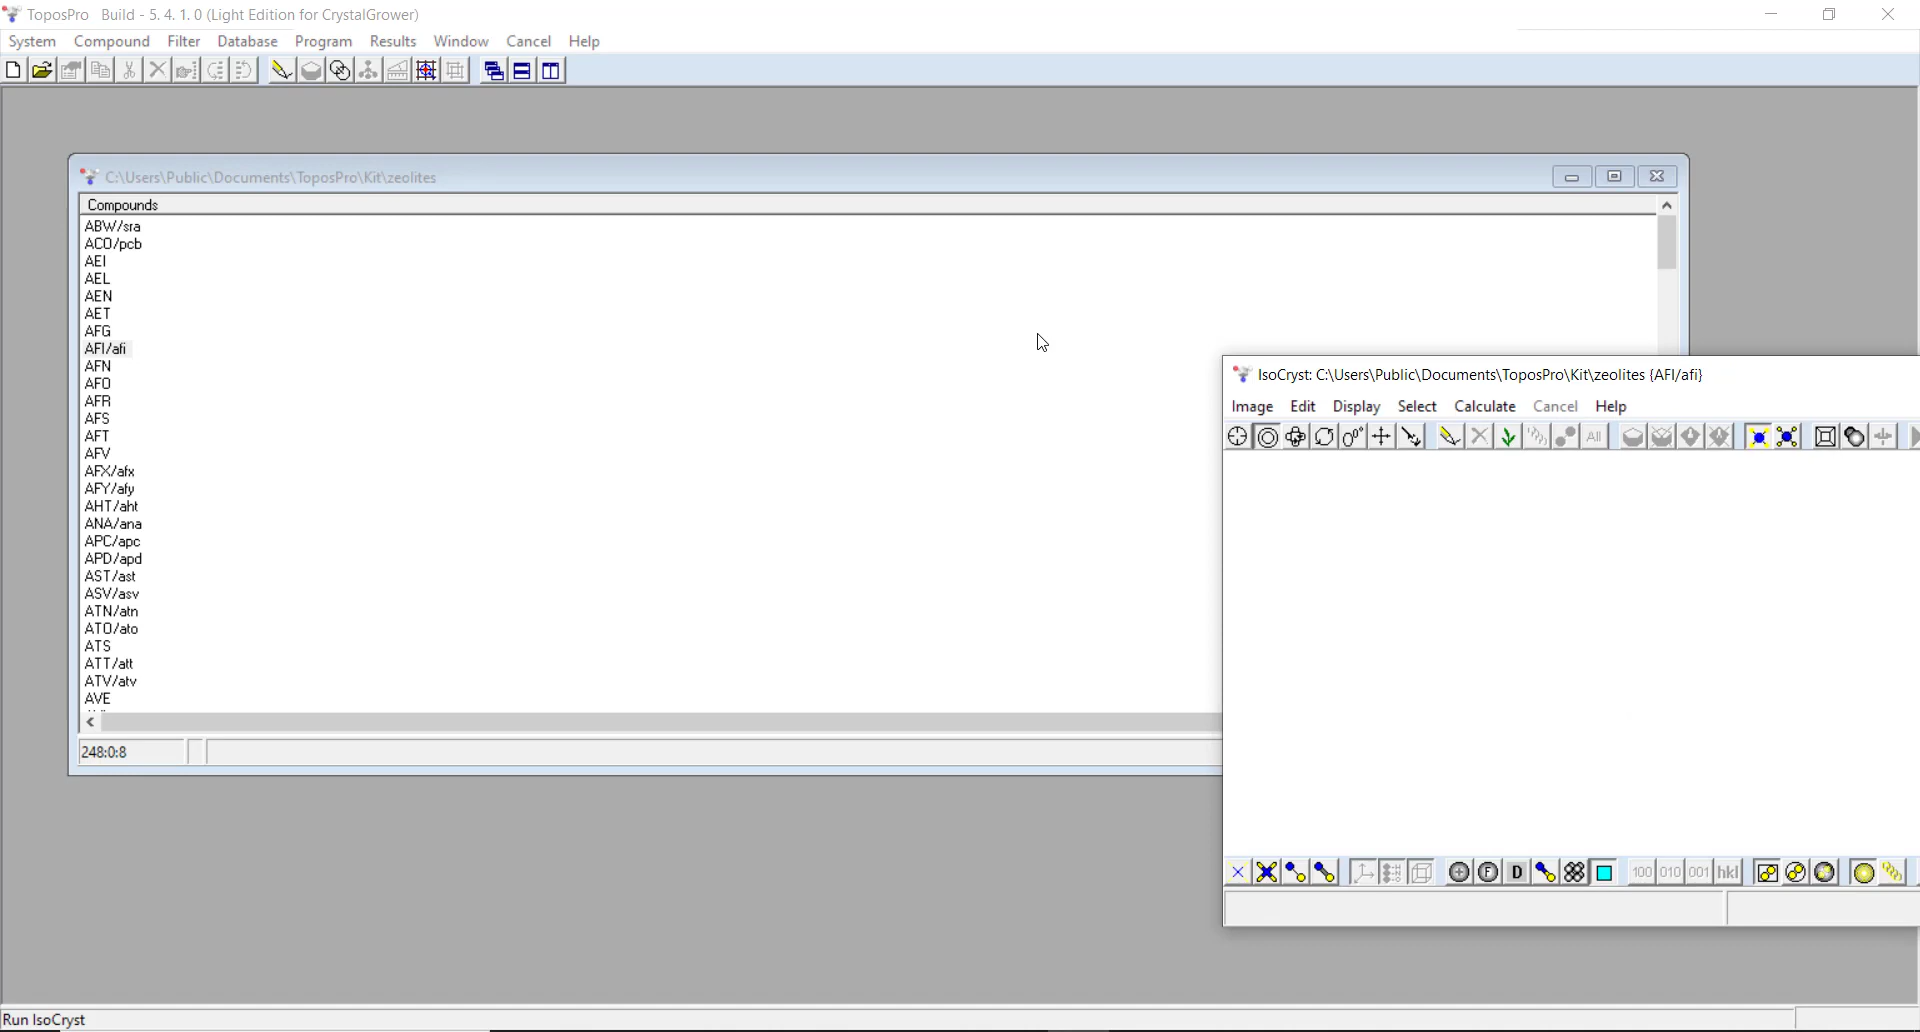 ToposPro Build - 5. 4. 1. 0 (Light Edition for CrystalGrower)
System Compound Filter Database Program Results Window Cancel Help
C:\Users\Public\Documents\ToposPro\Kit\zeolites
Compounds
ABW/sra
ACO/pcb
AEI
AEL
AEN
AET
AFG
AFI/afi
AFN
AFO
AFR
AFS
AFT
AFV
AFX/afx
AFY/afy
AHT/aht
ANA/ana
APC/apc
APD/apd
AST/ast
ASV/asv
ATN/atn
ATO/ato
ATS
ATT/att
ATV/atv
AVE
248:0:8
IsoCryst: C:\Users\Public\Documents\ToposPro\Kit\zeolites {AFI/afi}
Image Edit Display Select Calculate Cancel Help
All
F D 100 010 001 hkl
Run IsoCryst